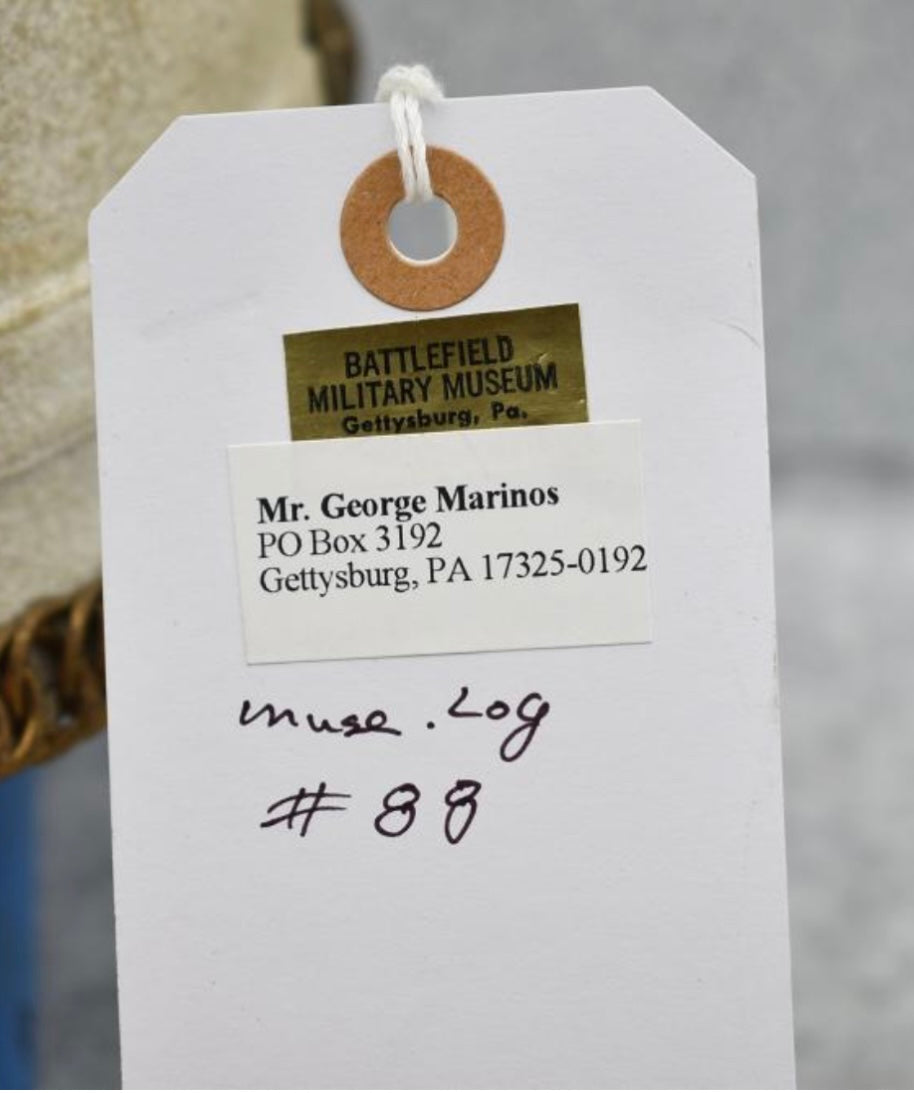 BATTLEFIELD
MILITARY MUSEUM
Gettysburg, Pa.
Mr. George Marinos
PO Box 3192
Gettysburg, PA 17325-0192
Muse. Log
# 88